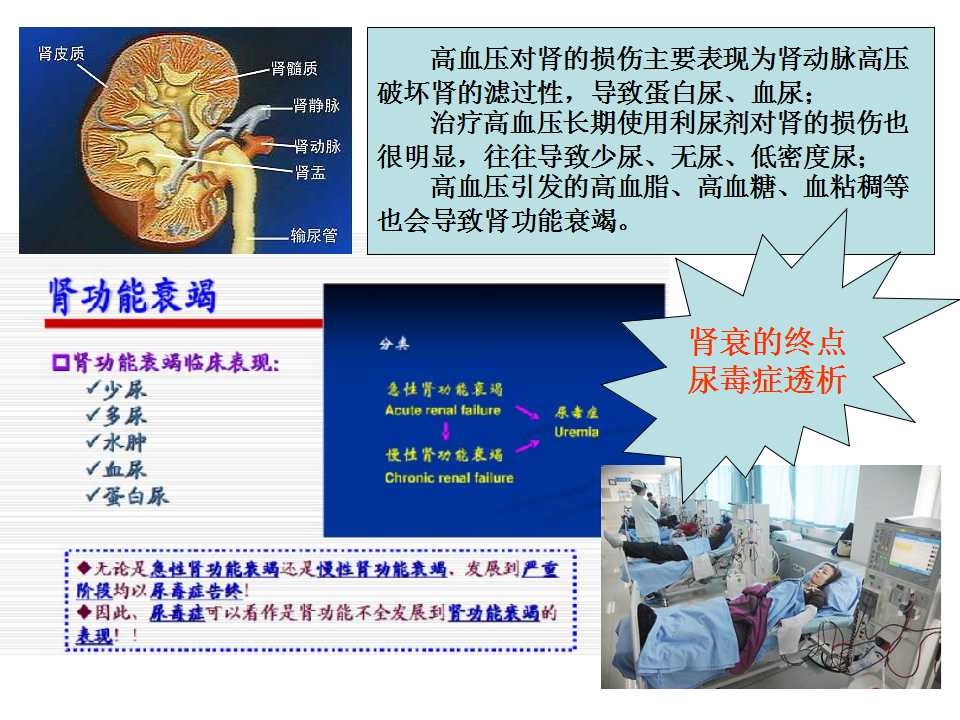 肾皮质
肾髓质
肾静脉
肾动脉
肾盂
输尿管
高血压对肾的损伤主要表现为肾动脉高压
破坏肾的滤过性，导致蛋白尿、血尿；
治疗高血压长期使用利尿剂对肾的损伤也
很明显，往往导致少尿、无尿、低密度尿；
高血压引发的高血脂、高血糖、血粘稠等
也会导致肾功能衰竭。
肾功能衰竭
肾功能衰竭临床表现：
✓少尿
✓多尿
✓水肿
✓血尿
✓蛋白尿
分类
急性肾功能衰竭
Acute renal failure
慢性肾功能衰竭
Chronic renal failure
尿毒症
Uremia
肾衰的终点
尿毒症透析
◆无论是急性肾功能衰竭还是慢性肾功能衰竭、发展到严重
阶段均以尿毒症告终！
◆因此、尿毒症可以看作是肾功能不全发展到肾功能衰竭的
表现！！